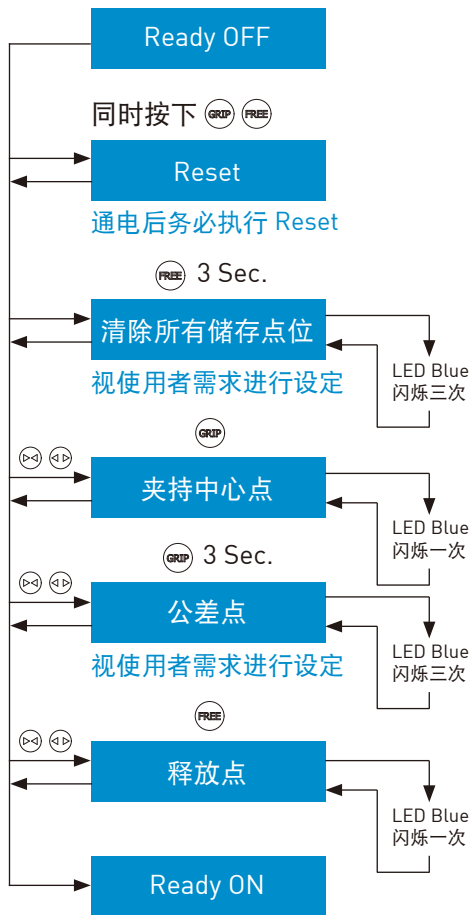 Ready OFF
同时按下 GRIP FREE
Reset
通电后务必执行 Reset
FREE 3 Sec.
清除所有储存点位
LED Blue
闪烁三次
视使用者需求进行设定
GRIP
夹持中心点
LED Blue
闪烁一次
GRIP 3 Sec.
公差点
LED Blue
闪烁三次
视使用者需求进行设定
FREE
释放点
LED Blue
闪烁一次
Ready ON